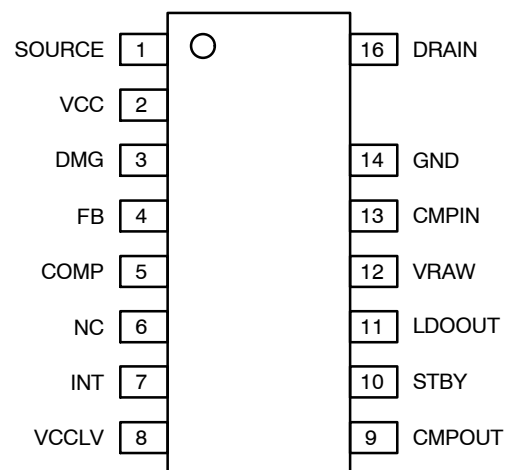 SOURCE 1 16 DRAIN
VCC 2
DMG 3 14 GND
FB 4 13 CMPIN
COMP 5 12 VRAW
NC 6 11 LDOOUT
INT 7 10 STBY
VCCLV 8 9 CMPOUT